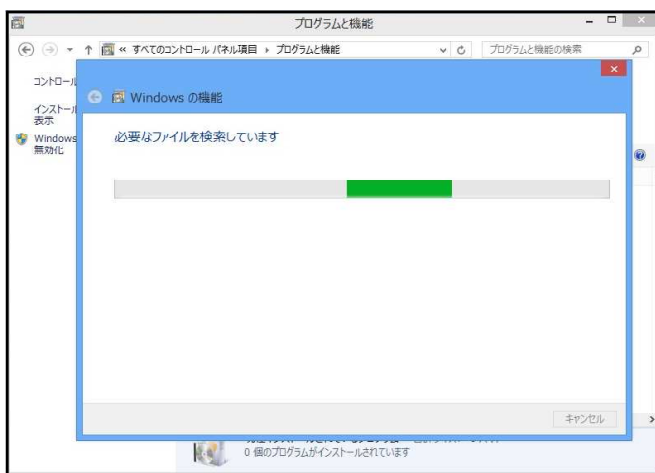 プログラムと機能
« すべてのコントロール パネル項目 ▸ プログラムと機能
プログラムと機能の検索
コントロール
インストール
表示
Windows
無効化
Windows の機能
必要なファイルを検索しています
キャンセル
0 個のプログラムがインストールされています